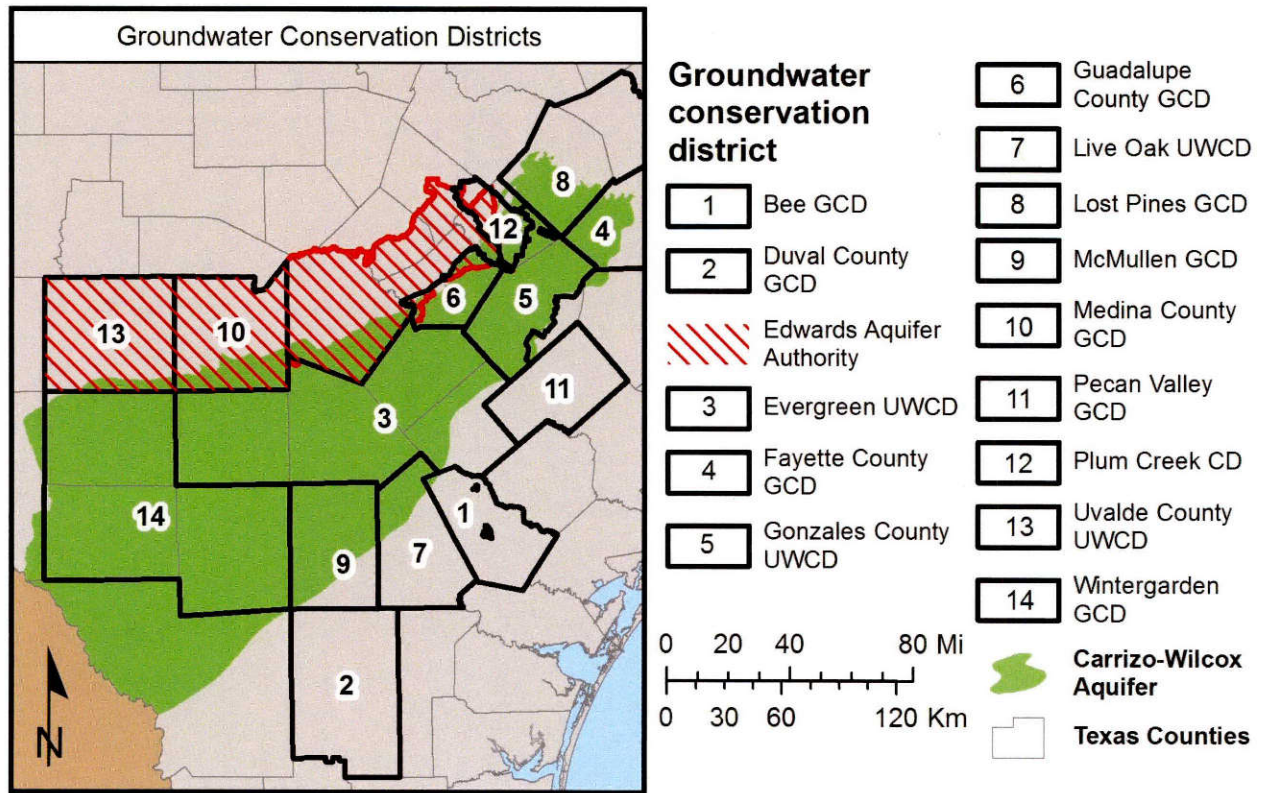 Groundwater Conservation Districts
8
4
12
6
5
13
10
11
3
14
1
9
7
2
N
Groundwater
conservation
district
1 Bee GCD
2 Duval County
GCD
Edwards Aquifer
Authority
3 Evergreen UWCD
4 Fayette County
GCD
5 Gonzales County
UWCD
0 20 40 80 Mi
0 30 60 120 Km
6 Guadalupe
County GCD
7 Live Oak UWCD
8 Lost Pines GCD
9 McMullen GCD
10 Medina County
GCD
11 Pecan Valley
GCD
12 Plum Creek CD
13 Uvalde County
UWCD
14 Wintergarden
GCD
Carrizo-Wilcox
Aquifer
Texas Counties